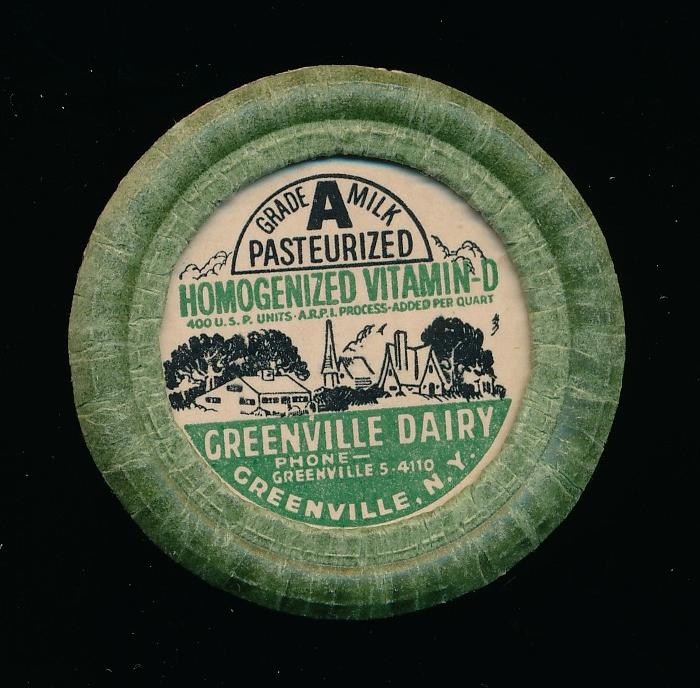 GRADE A MILK
PASTEURIZED
HOMOGENIZED VITAMIN-D
400 U.S.P. UNITS·A.R.P.I. PROCESS·ADDED PER QUART
GREENVILLE DAIRY
PHONE—
GREENVILLE 5-4110
GREENVILLE, N.Y.